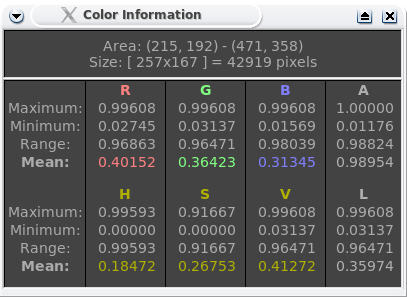 Color Information
Area: (215, 192) - (471, 358)
Size: [ 257x167 ] = 42919 pixels
R G B A
Maximum: 0.99608 0.99608 0.99608 1.00000
Minimum: 0.02745 0.03137 0.01569 0.01176
Range: 0.96863 0.96471 0.98039 0.98824
Mean: 0.40152 0.36423 0.31345 0.98954
H S V L
Maximum: 0.99593 0.91667 0.99608 0.99608
Minimum: 0.00000 0.00000 0.03137 0.03137
Range: 0.99593 0.91667 0.96471 0.96471
Mean: 0.18472 0.26753 0.41272 0.35974